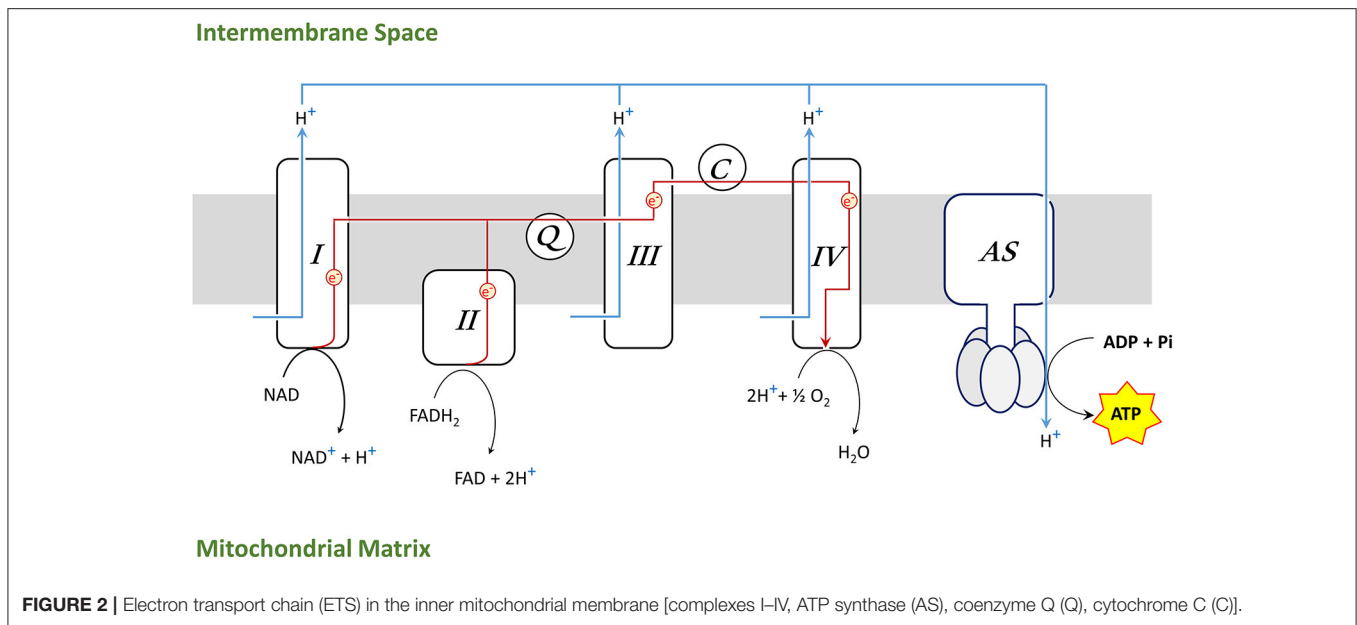 Intermembrane Space
H⁺
H⁺
H⁺
C
e⁻
e⁻
Q
I
III
IV
AS
e⁻
e⁻
II
ADP + Pi
NAD
2H⁺+ ½ O₂
FADH₂
ATP
H⁺
NAD⁺ + H⁺
H₂O
FAD + 2H⁺
Mitochondrial Matrix
FIGURE 2 | Electron transport chain (ETS) in the inner mitochondrial membrane [complexes I–IV, ATP synthase (AS), coenzyme Q (Q), cytochrome C (C)].